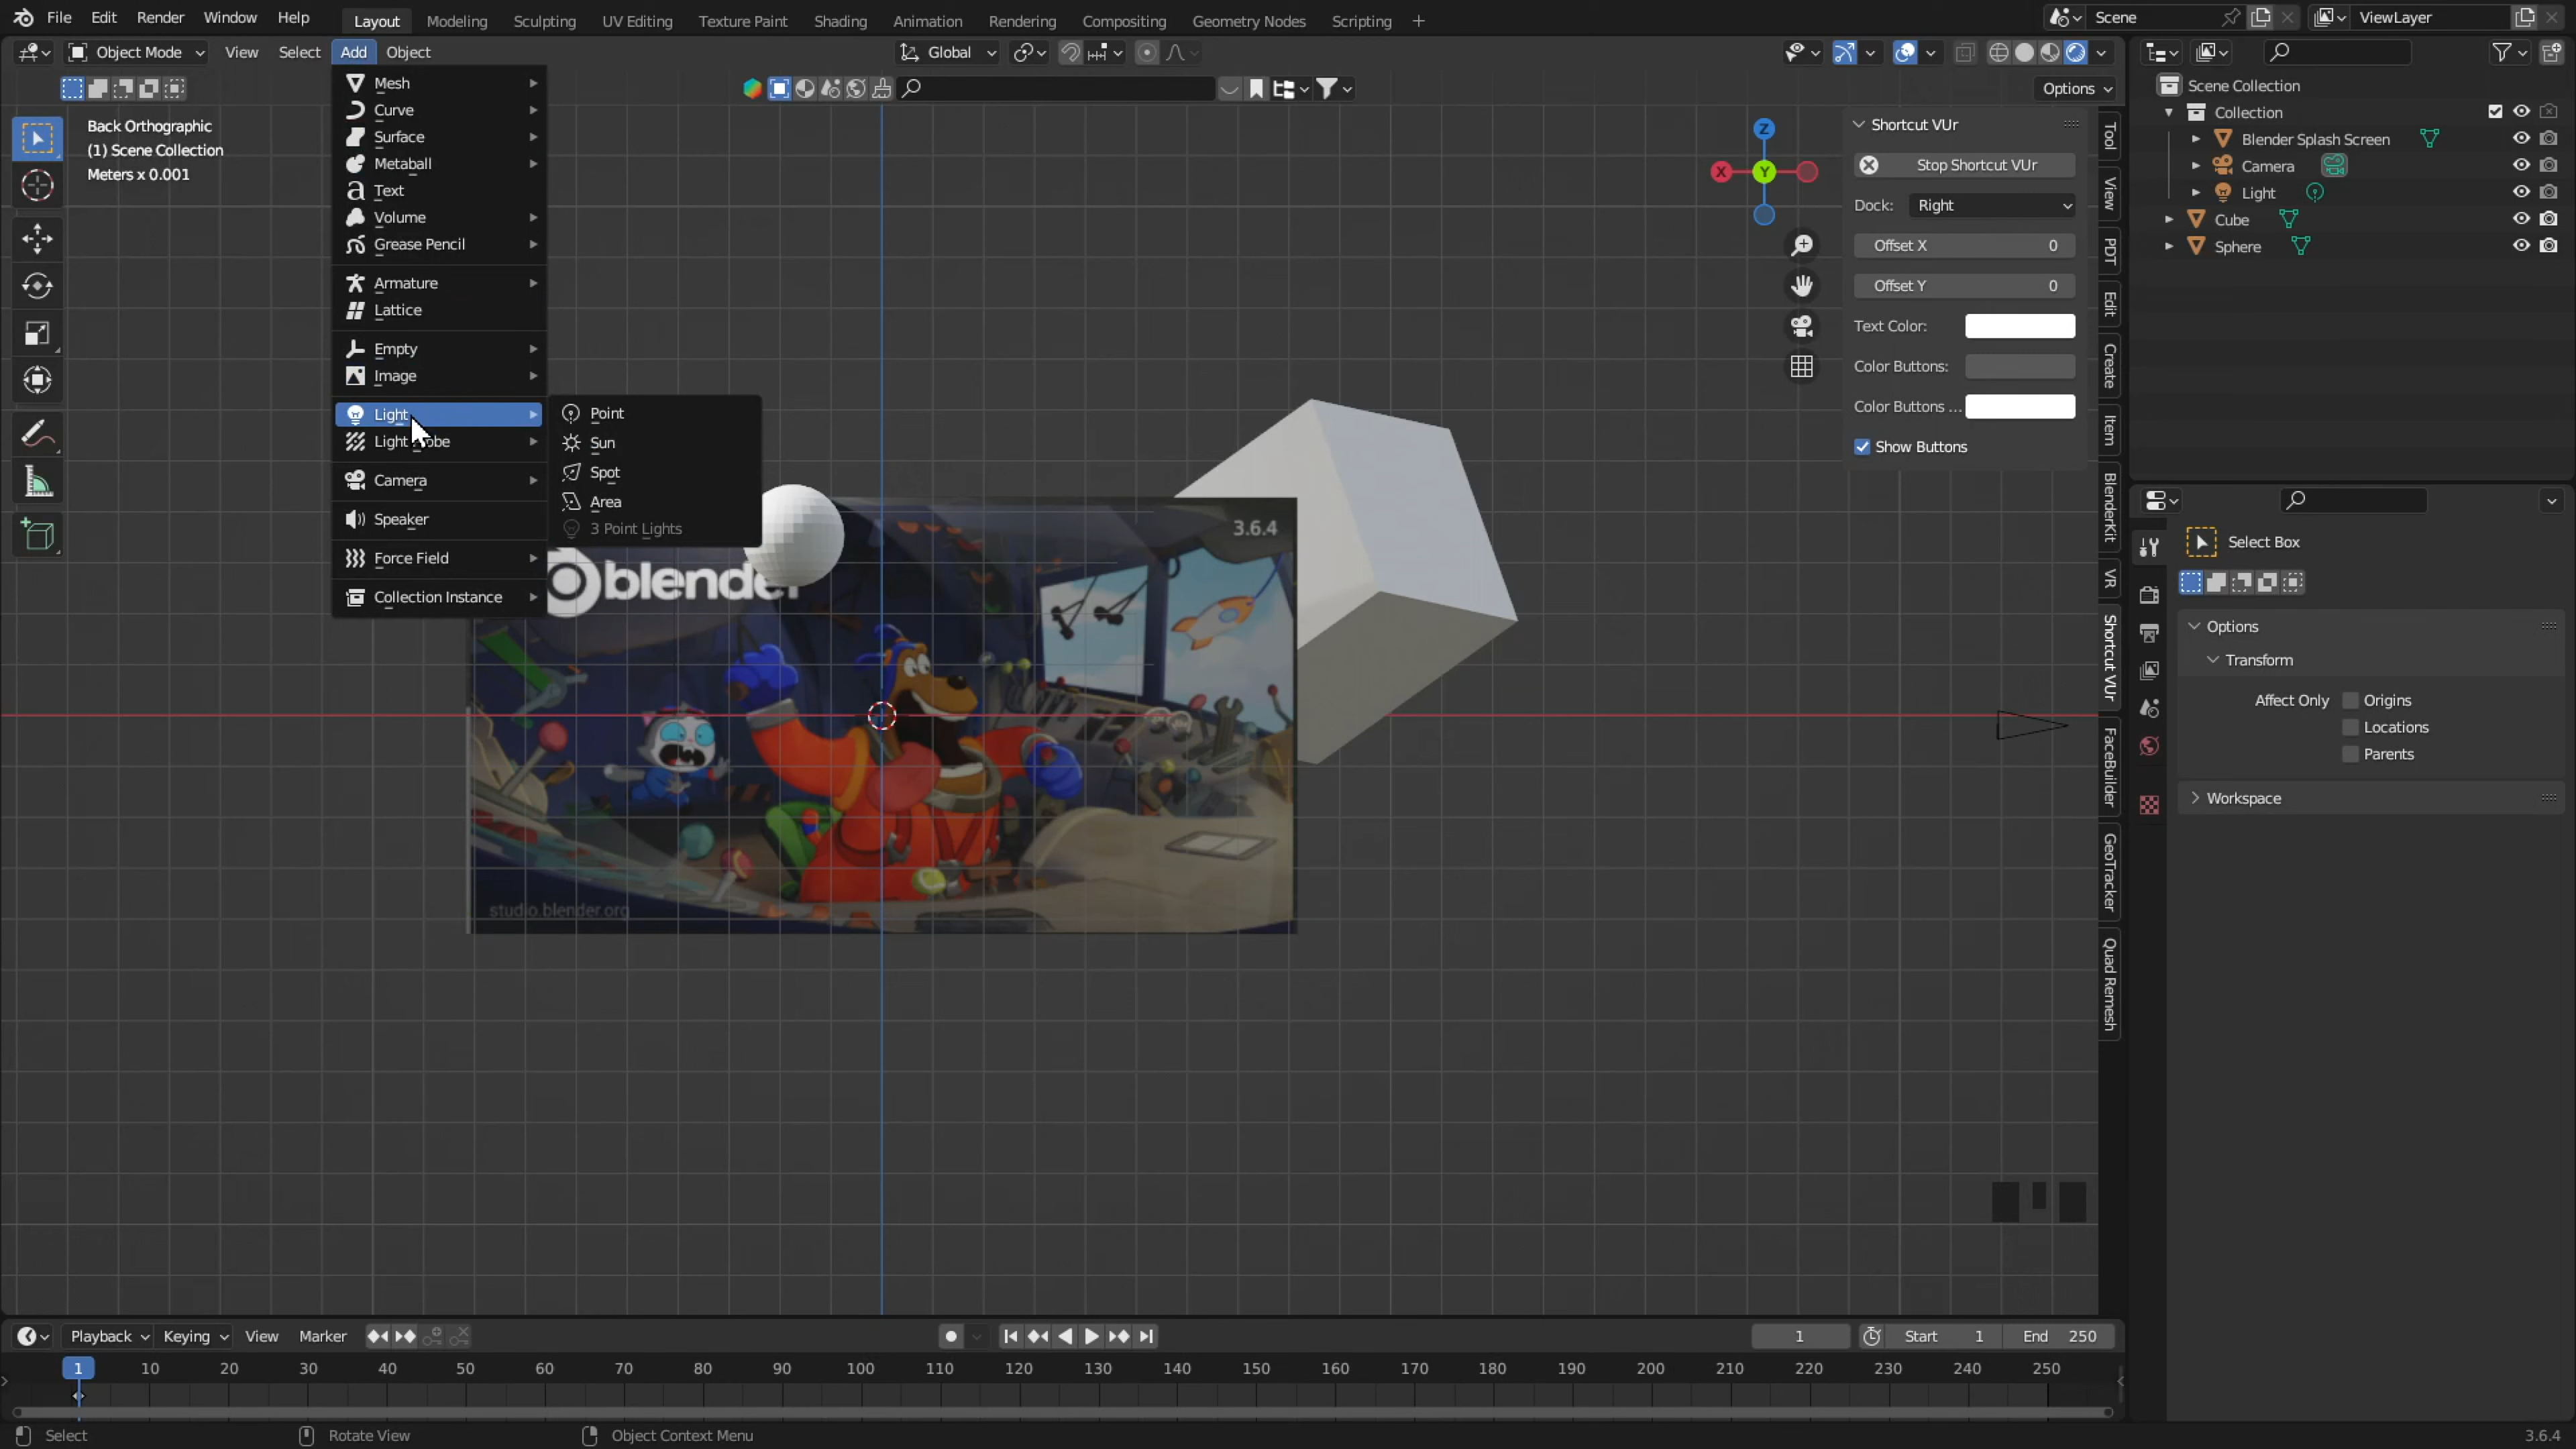 File Edit Render Window Help Layout Modeling Sculpting UV Editing Texture Paint Shading Animation Rendering Compositing Geometry Nodes Scripting + Scene ViewLayer
Object Mode View Select Add Object Global
Options
Back Orthographic
(1) Scene Collection
Meters x 0.001
Mesh
Curve
Surface
Metaball
Text
Volume
Grease Pencil
Armature
Lattice
Empty
Image
Light
Light
Camera
Speaker
Force Field
Collection Instance
Point
Sun
Spot
Area
3 Point Lights
3.6.4
blender
studio.blender.org
Z
X Y
Shortcut VUr
Stop Shortcut VUr
Dock: Right
Offset X 0
Offset Y 0
Text Color:
Color Buttons:
Color Buttons ...
Show Buttons
Tool
View
PDT
Edit
Create
Item
BlenderKit
VR
Shortcut VUr
FaceBuilder
GeoTracker
Quad Remesh
Scene Collection
Collection
Blender Splash Screen
Camera
Light
Cube
Sphere
Select Box
Options
Transform
Affect Only Origins
Locations
Parents
Workspace
Playback Keying View Marker 1 Start 1 End 250
1 10 20 30 40 50 60 70 80 90 100 110 120 130 140 150 160 170 180 190 200 210 220 230 240 250
Select Rotate View Object Context Menu 3.6.4